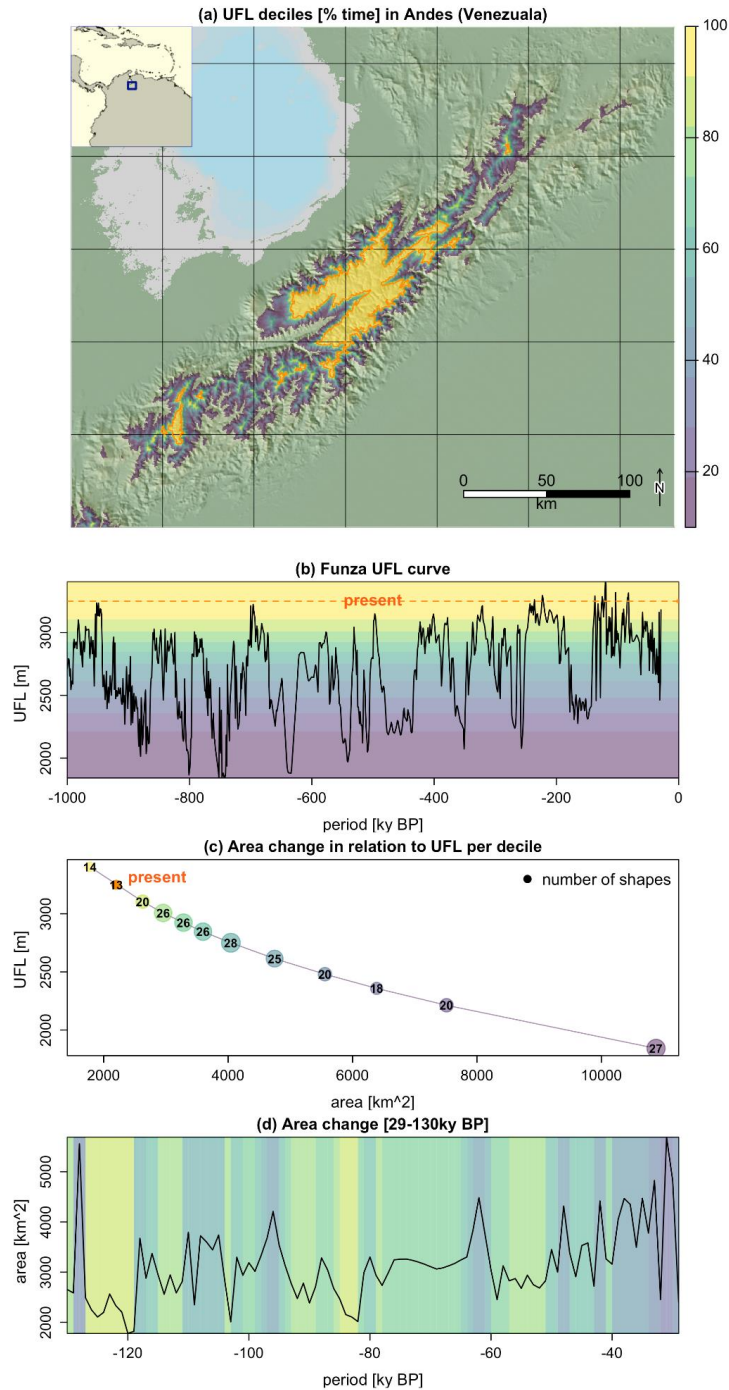 (a) UFL deciles [% time] in Andes (Venezuala)
100
80
60
40
20
0 50 100
km
N
(b) Funza UFL curve
present
UFL [m]
3000
2500
2000
-1000 -800 -600 -400 -200 0
period [ky BP]
(c) Area change in relation to UFL per decile
14
13 present
number of shapes
20
26
26
26
28
25
20
18
20
27
UFL [m]
3000
2500
2000
2000 4000 6000 8000 10000
area [km^2]
(d) Area change [29-130ky BP]
area [km^2]
5000
4000
3000
2000
-120 -100 -80 -60 -40
period [ky BP]